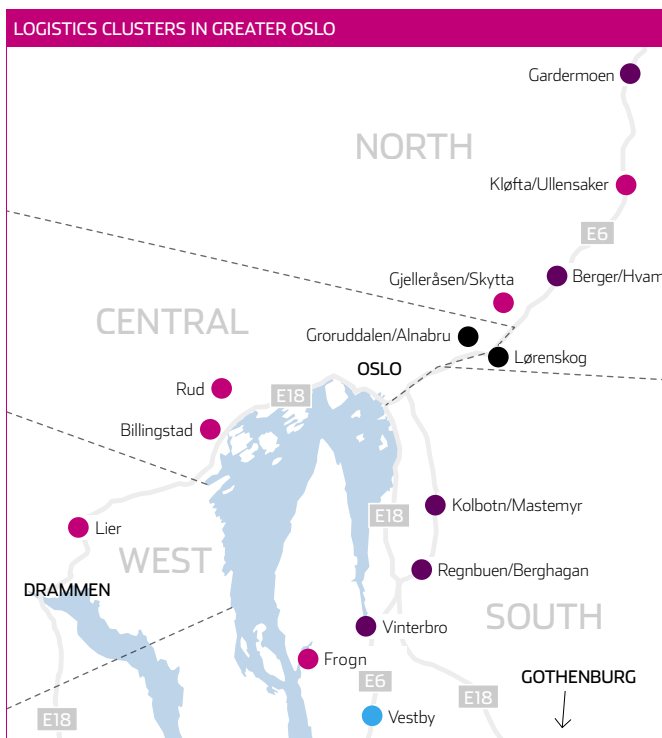 LOGISTICS CLUSTERS IN GREATER OSLO
Gardermoen
NORTH
Kløfta/Ullensaker
E6
Gjelleråsen/Skytta
Berger/Hvam
CENTRAL
Groruddalen/Alnabru
Lørenskog
OSLO
Rud
E18
Billingstad
Kolbotn/Mastemyr
E18
Lier
WEST
Regnbuen/Berghagan
DRAMMEN
SOUTH
Vinterbro
Frogn
GOTHENBURG
E6
E18
E18
Vestby